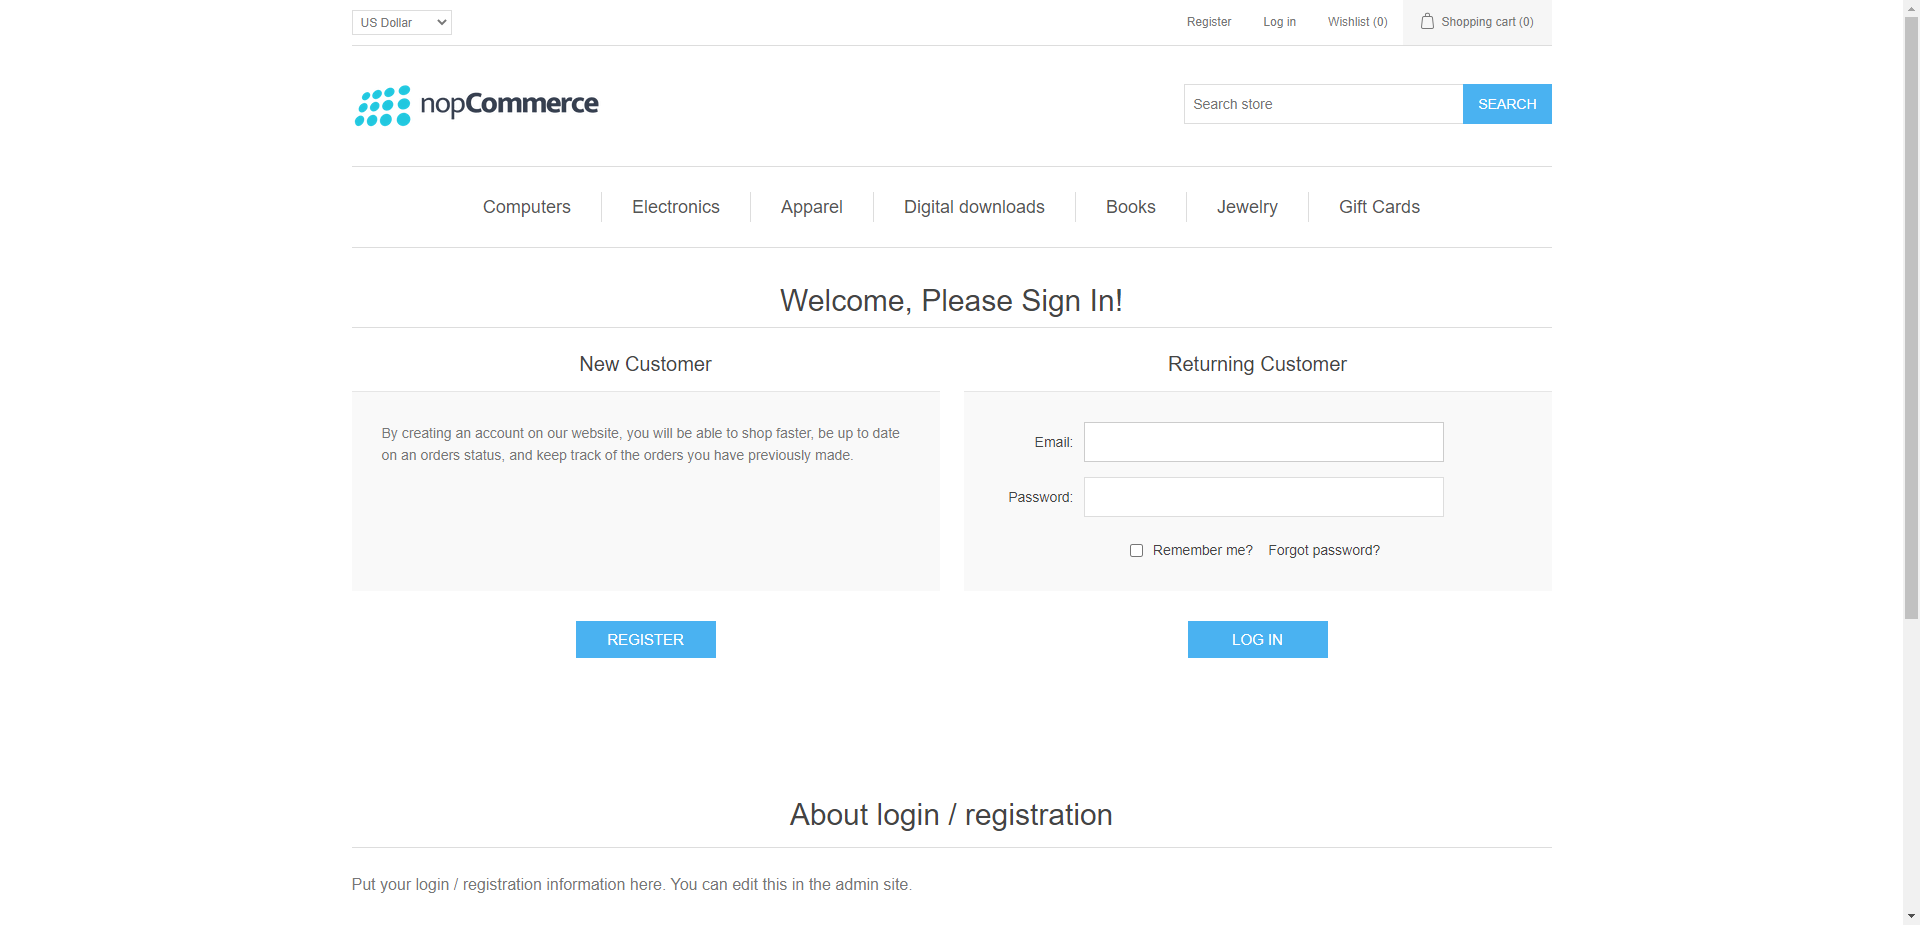 US Dollar
Register
Log in
Wishlist (0)
Shopping cart (0)
nopCommerce
Search store
SEARCH
Computers
Electronics
Apparel
Digital downloads
Books
Jewelry
Gift Cards
Welcome, Please Sign In!
New Customer
By creating an account on our website, you will be able to shop faster, be up to date
on an orders status, and keep track of the orders you have previously made.
REGISTER
Returning Customer
Email:
Password:
Remember me?
Forgot password?
LOG IN
About login / registration
Put your login / registration information here. You can edit this in the admin site.